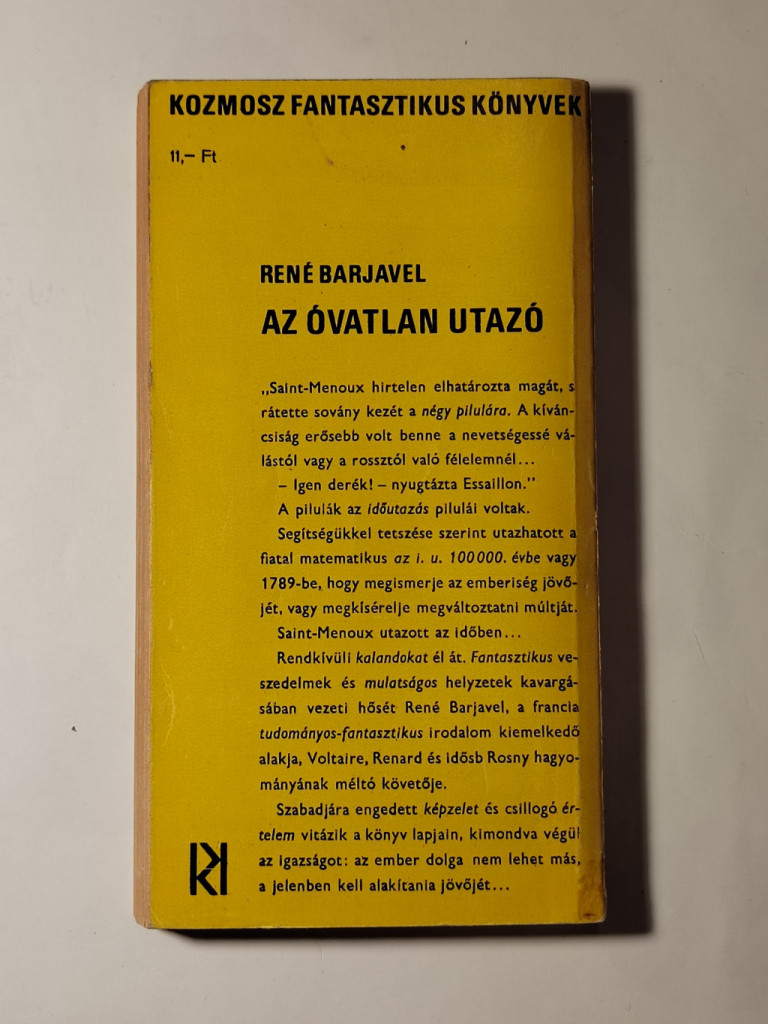 KOZMOSZ FANTASZTIKUS KÖNYVEK
11,– Ft
RENÉ BARJAVEL
AZ ÓVATLAN UTAZÓ
„Saint-Menoux hirtelen elhatározta magát, s
rátette sovány kezét a négy pilulára. A kíván-
csiság erősebb volt benne a nevetségessé vá-
lástól vagy a rossztól való félelemnél...
– Igen derék! – nyugtázta Essaillon."
A pilulák az időutazás pilulái voltak.
Segítségükkel tetszése szerint utazhatott a
fiatal matematikus az i. u. 100000. évbe vagy
1789-be, hogy megismerje az emberiség jövő-
jét, vagy megkísérelje megváltoztatni múltját.
Saint-Menoux utazott az időben...
Rendkívüli kalandokat él át. Fantasztikus ve-
szedelmek és mulatságos helyzetek kavargá-
sában vezeti hősét René Barjavel, a francia
tudományos-fantasztikus irodalom kiemelkedő
alakja, Voltaire, Renard és idősb Rosny hagyo-
mányának méltó követője.
Szabadjára engedett képzelet és csillogó ér-
telem vitázik a könyv lapjain, kimondva végül
az igazságot: az ember dolga nem lehet más,
a jelenben kell alakítania jövőjét...